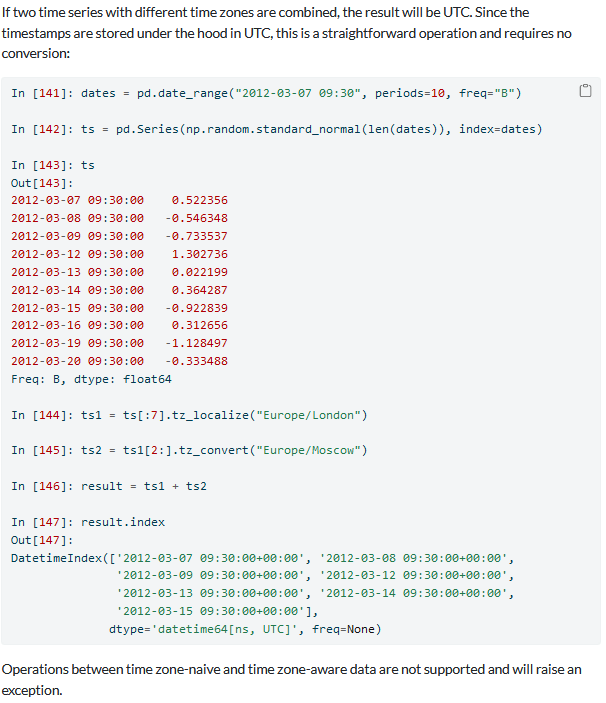 If two time series with different time zones are combined, the result will be UTC. Since the
timestamps are stored under the hood in UTC, this is a straightforward operation and requires no
conversion:
In [141]: dates = pd.date_range("2012-03-07 09:30", periods=10, freq="B")
In [142]: ts = pd.Series(np.random.standard_normal(len(dates)), index=dates)
In [143]: ts
Out[143]:
2012-03-07 09:30:00    0.522356
2012-03-08 09:30:00   -0.546348
2012-03-09 09:30:00   -0.733537
2012-03-12 09:30:00    1.302736
2012-03-13 09:30:00    0.022199
2012-03-14 09:30:00    0.364287
2012-03-15 09:30:00   -0.922839
2012-03-16 09:30:00    0.312656
2012-03-19 09:30:00   -1.128497
2012-03-20 09:30:00   -0.333488
Freq: B, dtype: float64
In [144]: ts1 = ts[:7].tz_localize("Europe/London")
In [145]: ts2 = ts1[2:].tz_convert("Europe/Moscow")
In [146]: result = ts1 + ts2
In [147]: result.index
Out[147]:
DatetimeIndex(['2012-03-07 09:30:00+00:00', '2012-03-08 09:30:00+00:00',
               '2012-03-09 09:30:00+00:00', '2012-03-12 09:30:00+00:00',
               '2012-03-13 09:30:00+00:00', '2012-03-14 09:30:00+00:00',
               '2012-03-15 09:30:00+00:00'],
              dtype='datetime64[ns, UTC]', freq=None)
Operations between time zone-naive and time zone-aware data are not supported and will raise an
exception.